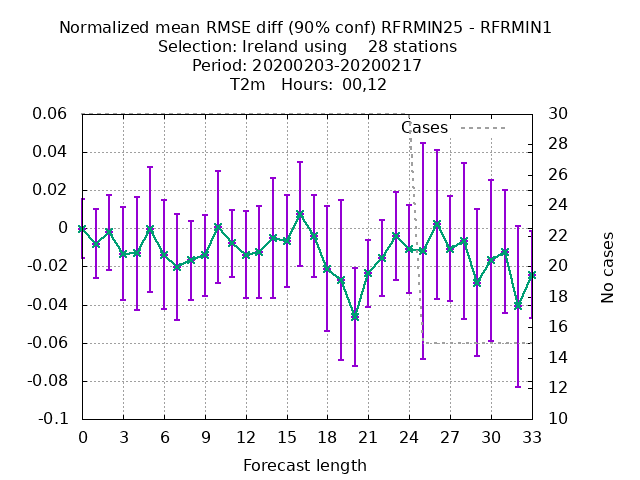 Normalized mean RMSE diff (90% conf) RFRMIN25 - RFRMIN1
Selection: Ireland using    28 stations
Period: 20200203-20200217
T2m   Hours: 00,12
Cases
0.06
0.04
0.02
0
-0.02
-0.04
-0.06
-0.08
-0.1
30
28
26
24
22
20
18
16
14
12
10
No cases
0 3 6 9 12 15 18 21 24 27 30 33
Forecast length